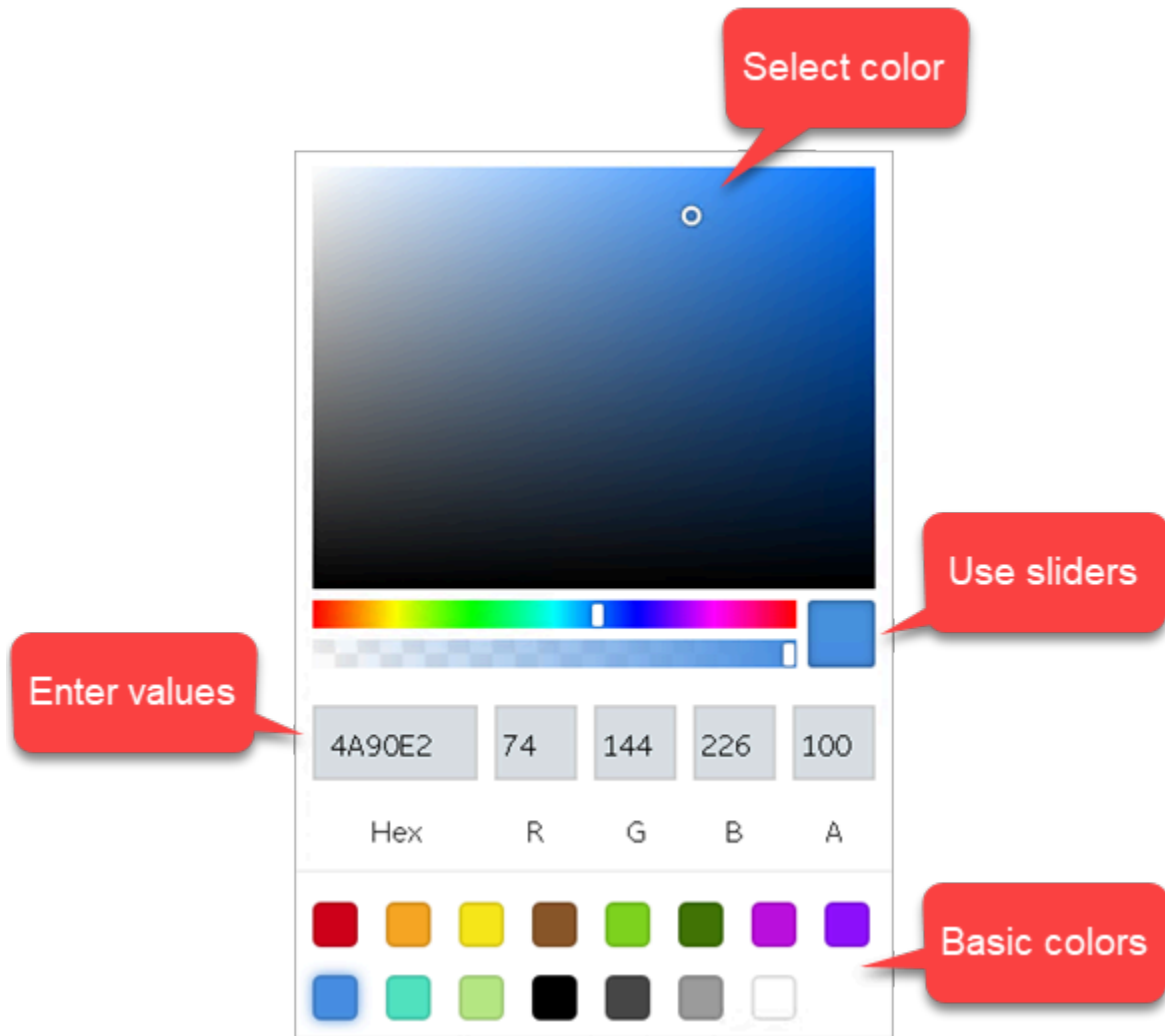 Select color
Use sliders
Enter values
4A90E2 74 144 226 100
Hex R G B A
Basic colors